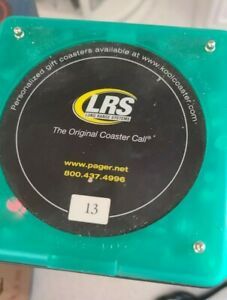 Personalized gift coasters available at www.koolcoaster.com
LRS
LONG RANGE SYSTEMS
The Original Coaster Call®
www.pager.net
800.437.4996
13